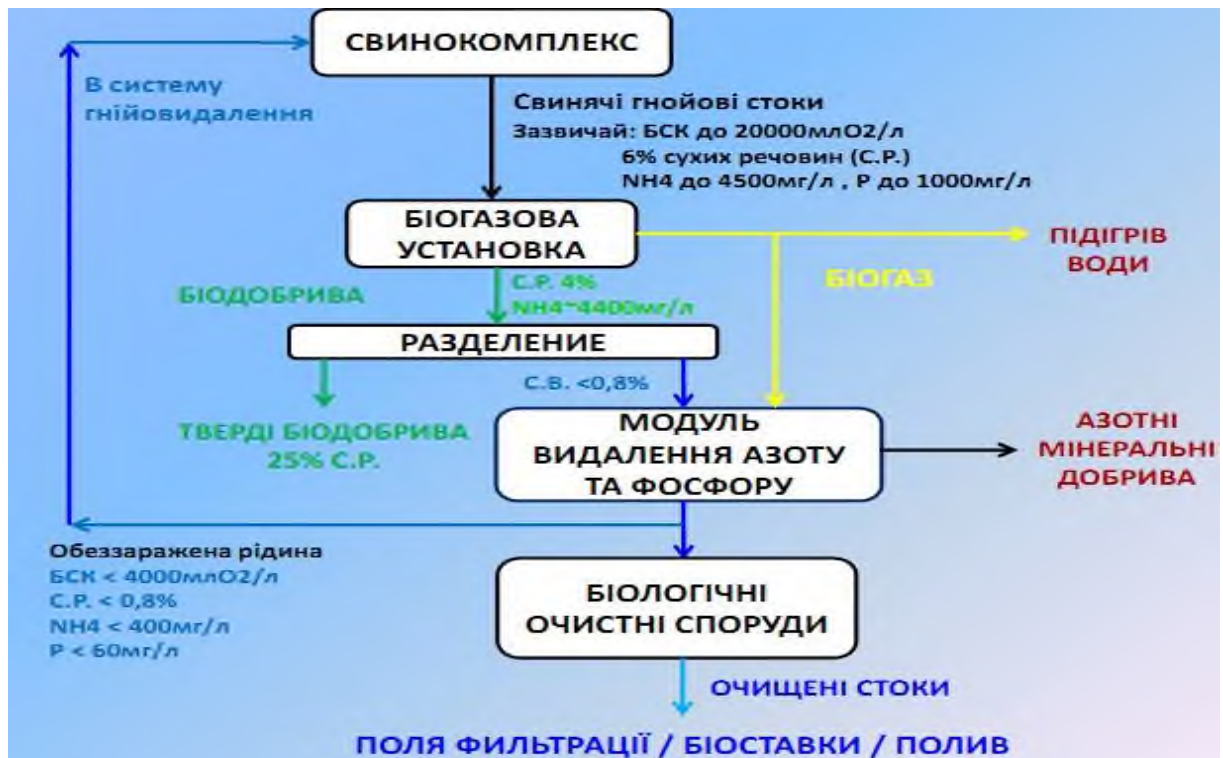 СВИНОКОМПЛЕКС
В систему
гнійовидалення
Свинячі гнойові стоки
Зазвичай: БСК до 20000млО2/л
6% сухих речовин (С.Р.)
NH4 до 4500мг/л , Р до 1000мг/л
БІОГАЗОВА
УСТАНОВКА
ПІДІГРІВ
ВОДИ
БІОГАЗ
БІОДОБРИВА
С.Р. 4%
NH4~4400мг/л
РАЗДЕЛЕНИЕ
С.В. <0,8%
ТВЕРДІ БІОДОБРИВА
25% С.Р.
МОДУЛЬ
ВИДАЛЕННЯ АЗОТУ
ТА ФОСФОРУ
АЗОТНІ
МІНЕРАЛЬНІ
ДОБРИВА
Обеззаражена рідина
БСК < 4000млО2/л
С.Р. < 0,8%
NH4 < 400мг/л
Р < 60мг/л
БІОЛОГІЧНІ
ОЧИСТНІ СПОРУДИ
ОЧИЩЕНІ СТОКИ
ПОЛЯ ФИЛЬТРАЦІЇ / БІОСТАВКИ / ПОЛИВ